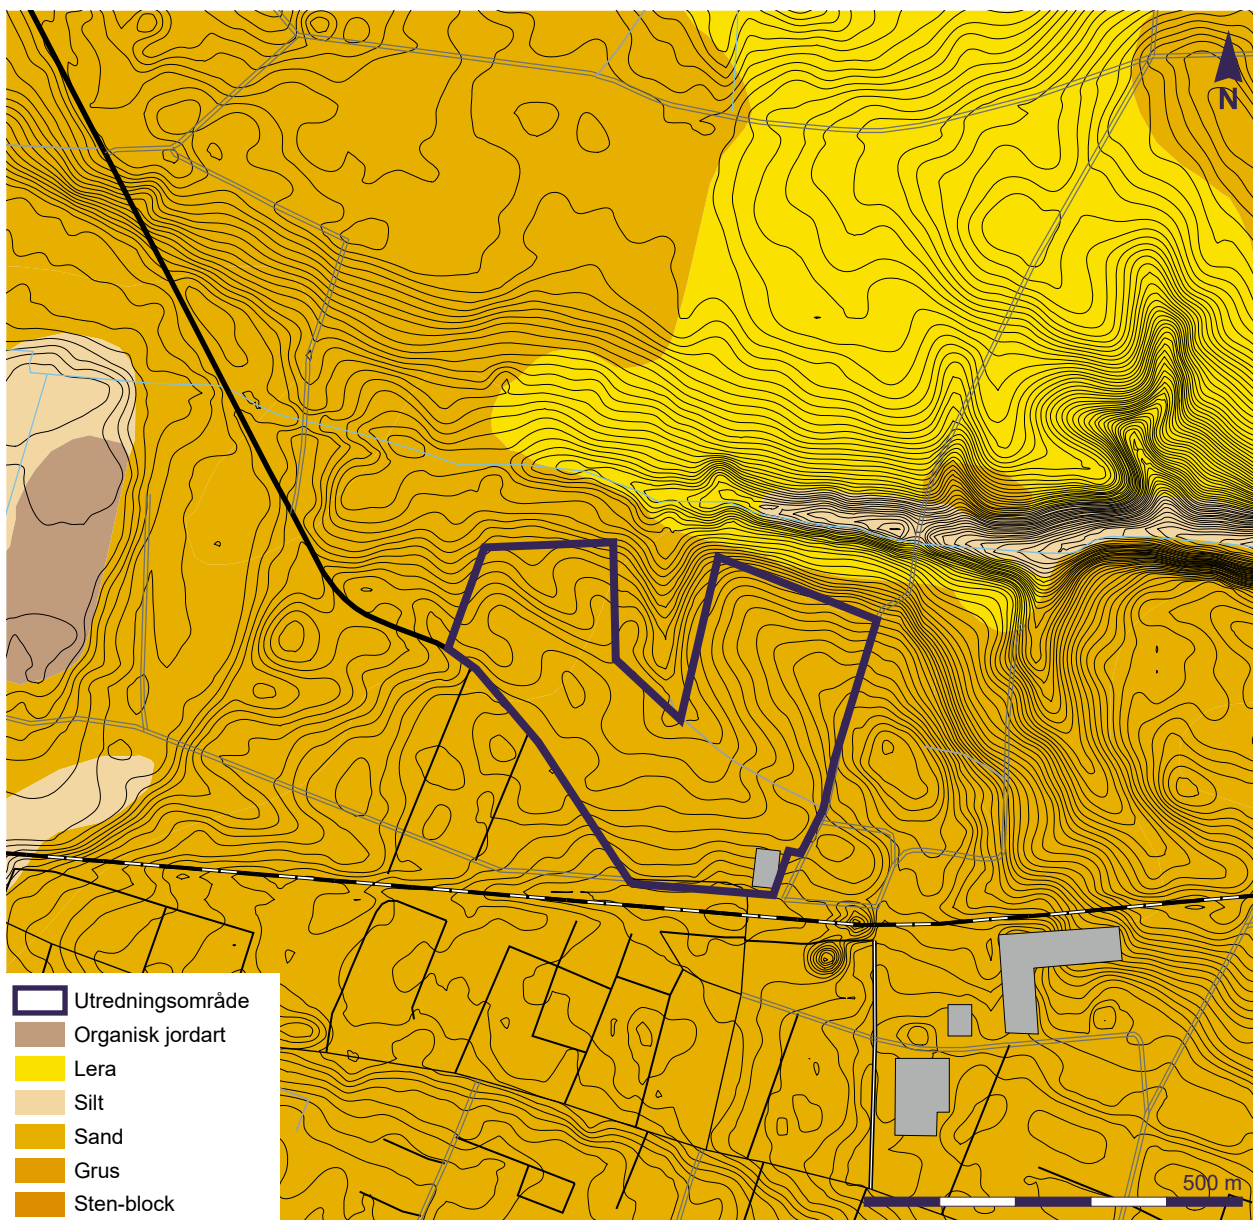 N
Utredningsområde
Organisk jordart
Lera
Silt
Sand
Grus
Sten-block
500 m